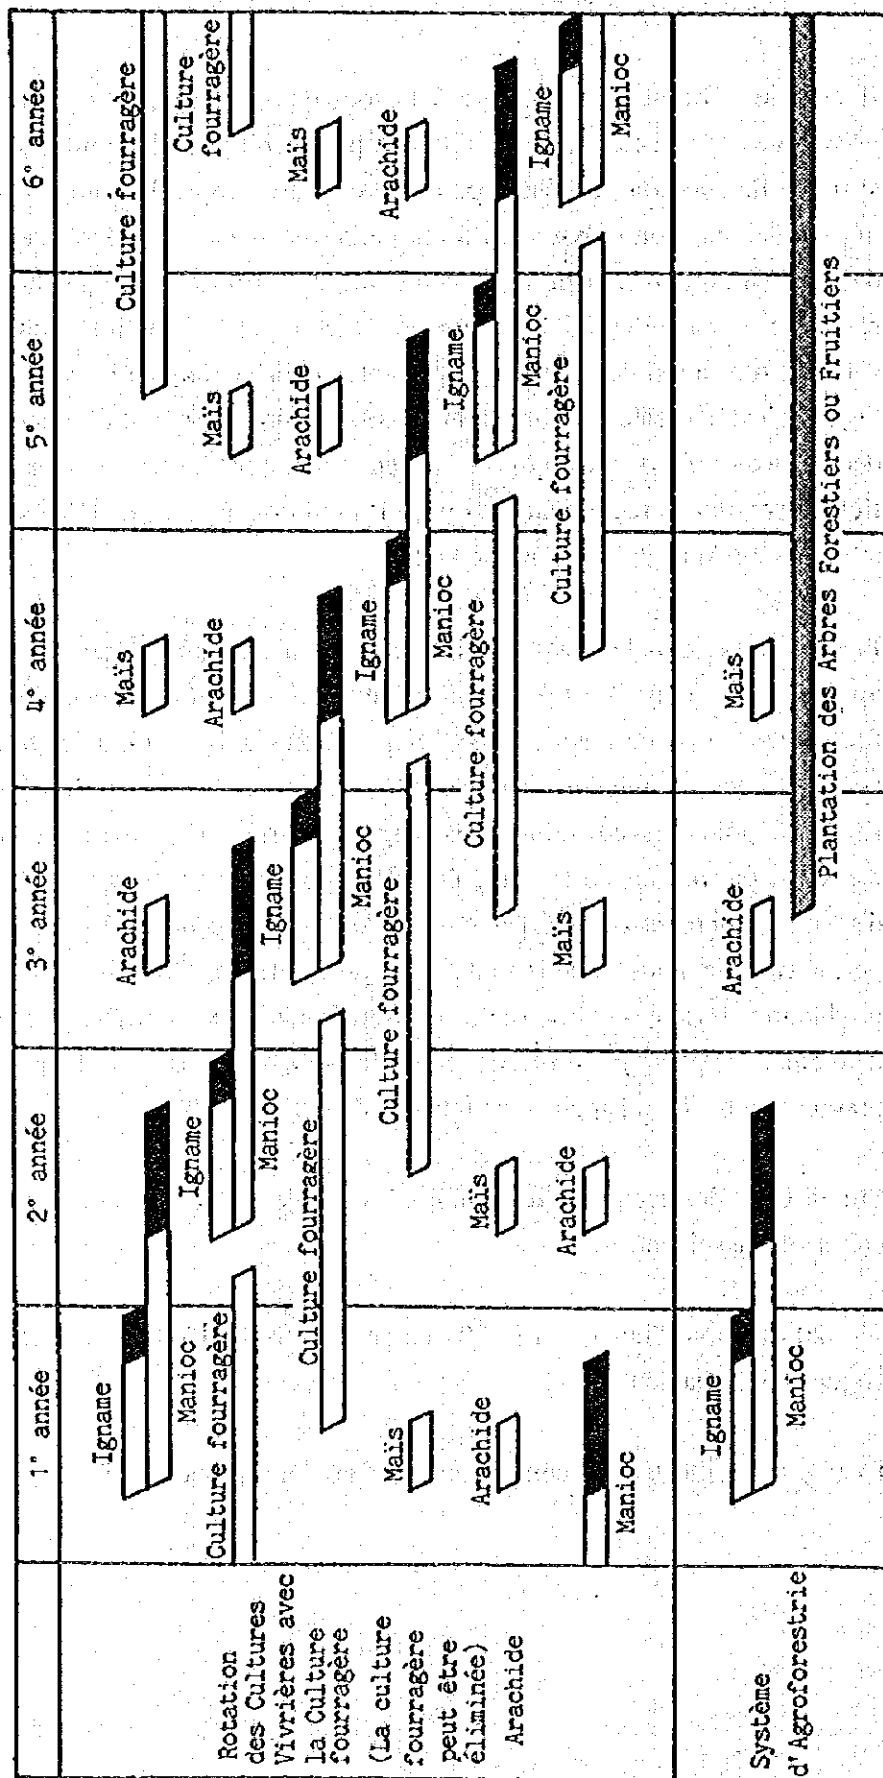 1° année 2° année 3° année 4° année 5° année 6° année
Rotation
des Cultures
Vivrières avec
la Culture
fourragère
(La culture
fourragère
peut être
éliminée)
Arachide
Igname
Arachide Maïs Culture fourragère
Manioc Igname Culture
fourragère
Culture fourragère Arachide Maïs
Manioc Igname
Culture fourragère Arachide Maïs
Manioc Igname
Maïs Culture fourragère Arachide
Manioc Igname
Arachide Maïs Culture fourragère
Manioc Igname
Arachide Maïs Culture fourragère
Manioc Manioc
Système
d'Agroforestrie
Igname Arachide Maïs
Manioc
Plantation des Arbres Forestiers ou Fruitiers